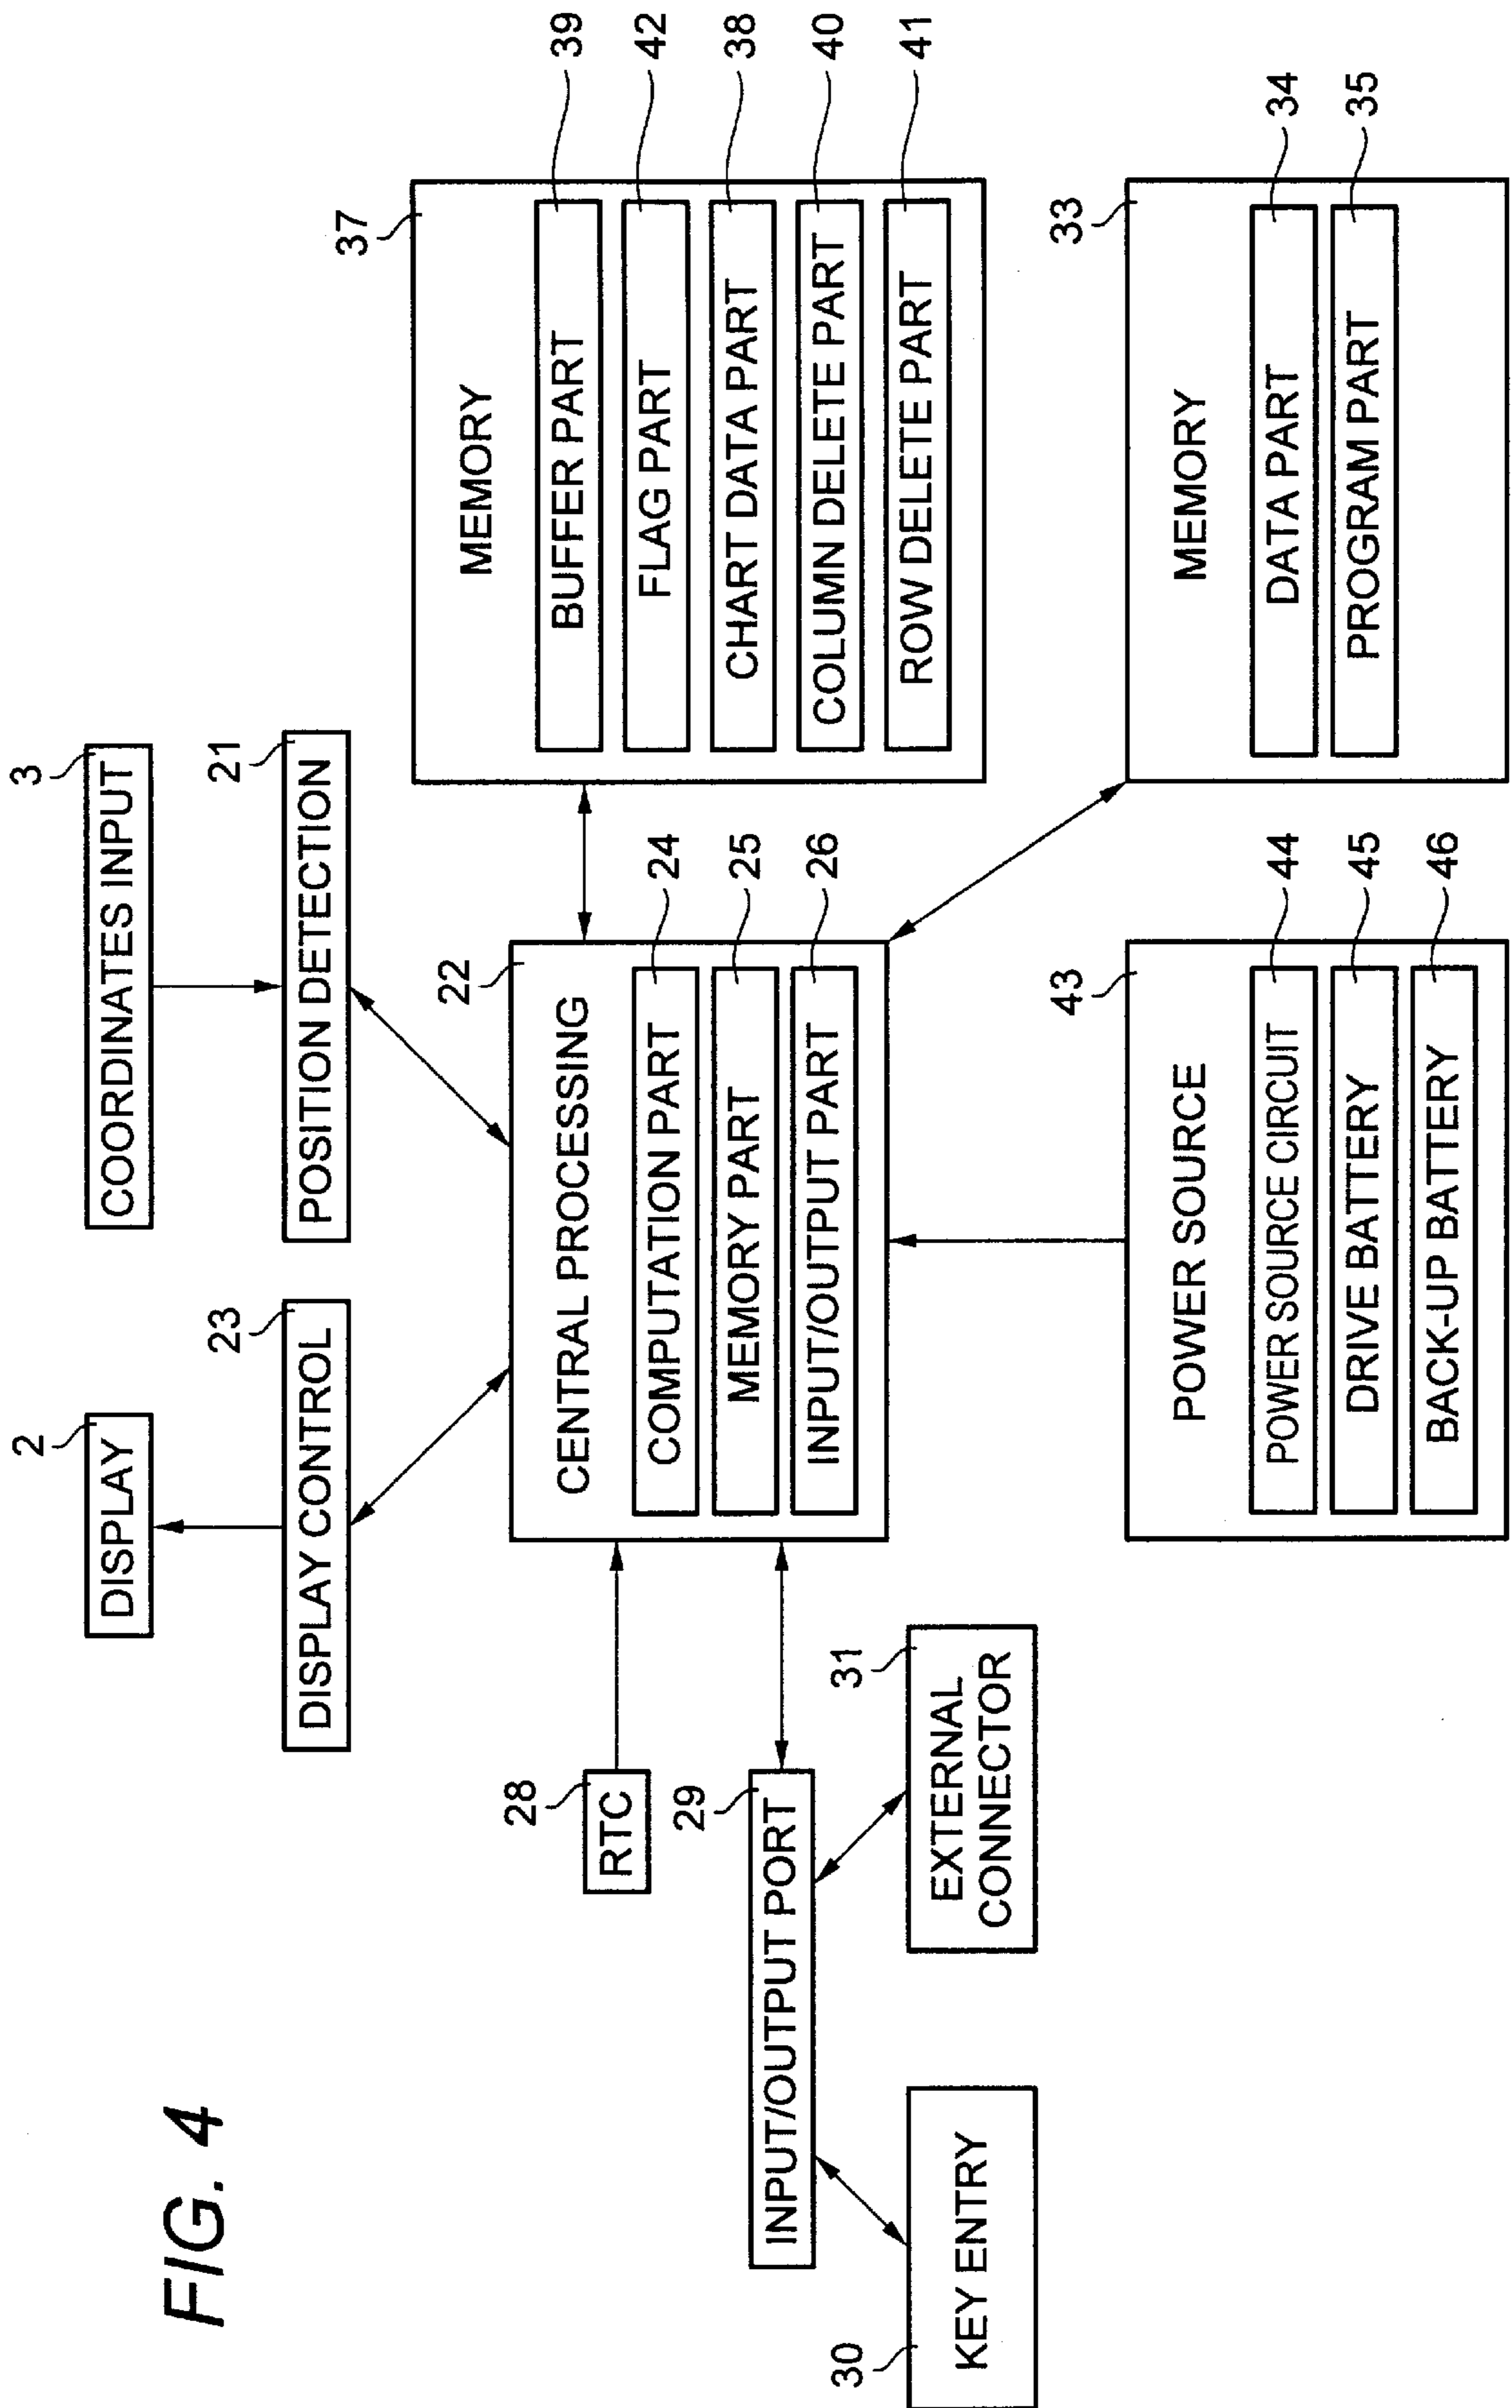 FIG. 4
2
DISPLAY
3
COORDINATES INPUT
23
DISPLAY CONTROL
21
POSITION DETECTION
28
RTC
29
INPUT/OUTPUT PORT
30
KEY ENTRY
31
EXTERNAL
CONNECTOR
22
CENTRAL PROCESSING
COMPUTATION PART
24
MEMORY PART
25
INPUT/OUTPUT PART
26
37
MEMORY
BUFFER PART
39
FLAG PART
42
CHART DATA PART
38
COLUMN DELETE PART
40
ROW DELETE PART
41
43
POWER SOURCE
POWER SOURCE CIRCUIT
44
DRIVE BATTERY
45
BACK-UP BATTERY
46
33
MEMORY
DATA PART
34
PROGRAM PART
35